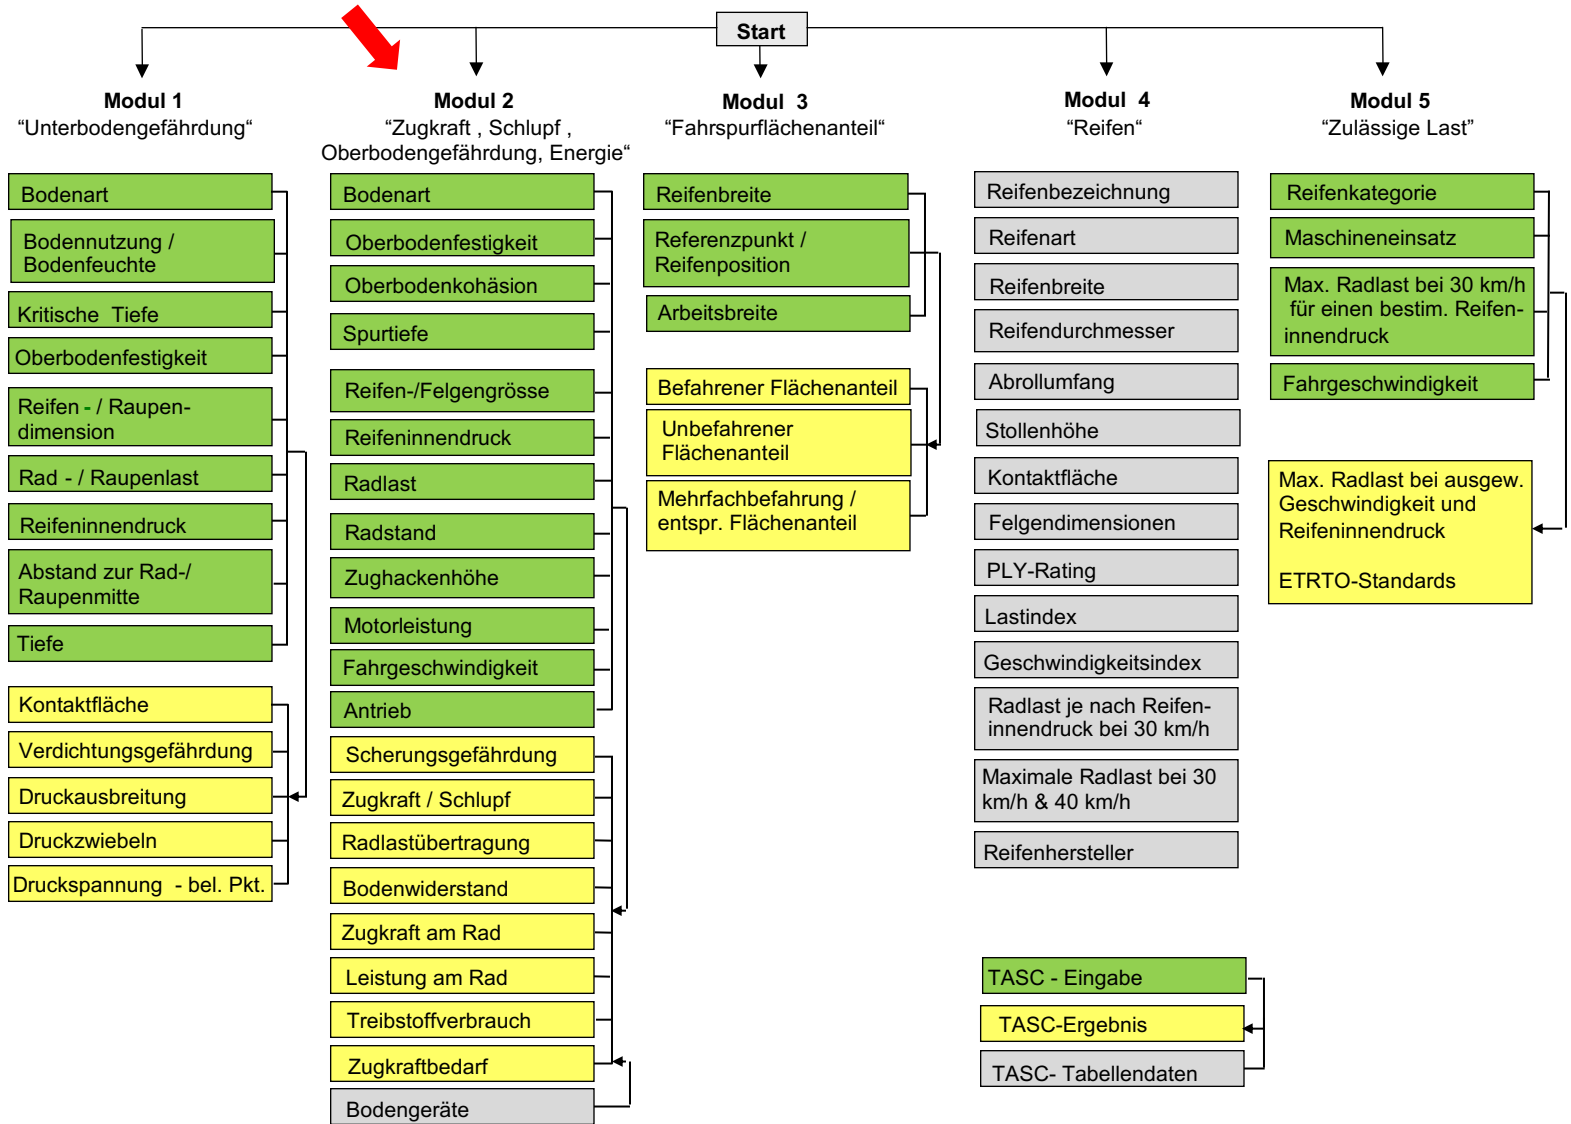 Start
Modul 1
“Unterbodengefährdung“
Modul 2
“Zugkraft , Schlupf ,
Oberbodengefährdung, Energie“
Modul 3
“Fahrspurflächenanteil“
Modul 4
“Reifen“
Modul 5
“Zulässige Last”
Bodenart
Bodennutzung /
Bodenfeuchte
Kritische Tiefe
Oberbodenfestigkeit
Reifen - / Raupen-
dimension
Rad - / Raupenlast
Reifeninnendruck
Abstand zur Rad-/
Raupenmitte
Tiefe
Kontaktfläche
Verdichtungsgefährdung
Druckausbreitung
Druckzwiebeln
Druckspannung - bel. Pkt.
Bodenart
Oberbodenfestigkeit
Oberbodenkohäsion
Spurtiefe
Reifen-/Felgengrösse
Reifeninnendruck
Radlast
Radstand
Zughackenhöhe
Motorleistung
Fahrgeschwindigkeit
Antrieb
Scherungsgefährdung
Zugkraft / Schlupf
Radlastübertragung
Bodenwiderstand
Zugkraft am Rad
Leistung am Rad
Treibstoffverbrauch
Zugkraftbedarf
Bodengeräte
Reifenbreite
Referenzpunkt /
Reifenposition
Arbeitsbreite
Befahrener Flächenanteil
Unbefahrener
Flächenanteil
Mehrfachbefahrung /
entspr. Flächenanteil
Reifenbezeichnung
Reifenart
Reifenbreite
Reifendurchmesser
Abrollumfang
Stollenhöhe
Kontaktfläche
Felgendimensionen
PLY-Rating
Lastindex
Geschwindigkeitsindex
Radlast je nach Reifen-
innendruck bei 30 km/h
Maximale Radlast bei 30
km/h & 40 km/h
Reifenhersteller
Reifenkategorie
Maschineneinsatz
Max. Radlast bei 30 km/h
für einen bestim. Reifen-
innendruck
Fahrgeschwindigkeit
Max. Radlast bei ausgew.
Geschwindigkeit und
Reifeninnendruck
ETRTO-Standards
TASC - Eingabe
TASC-Ergebnis
TASC- Tabellendaten